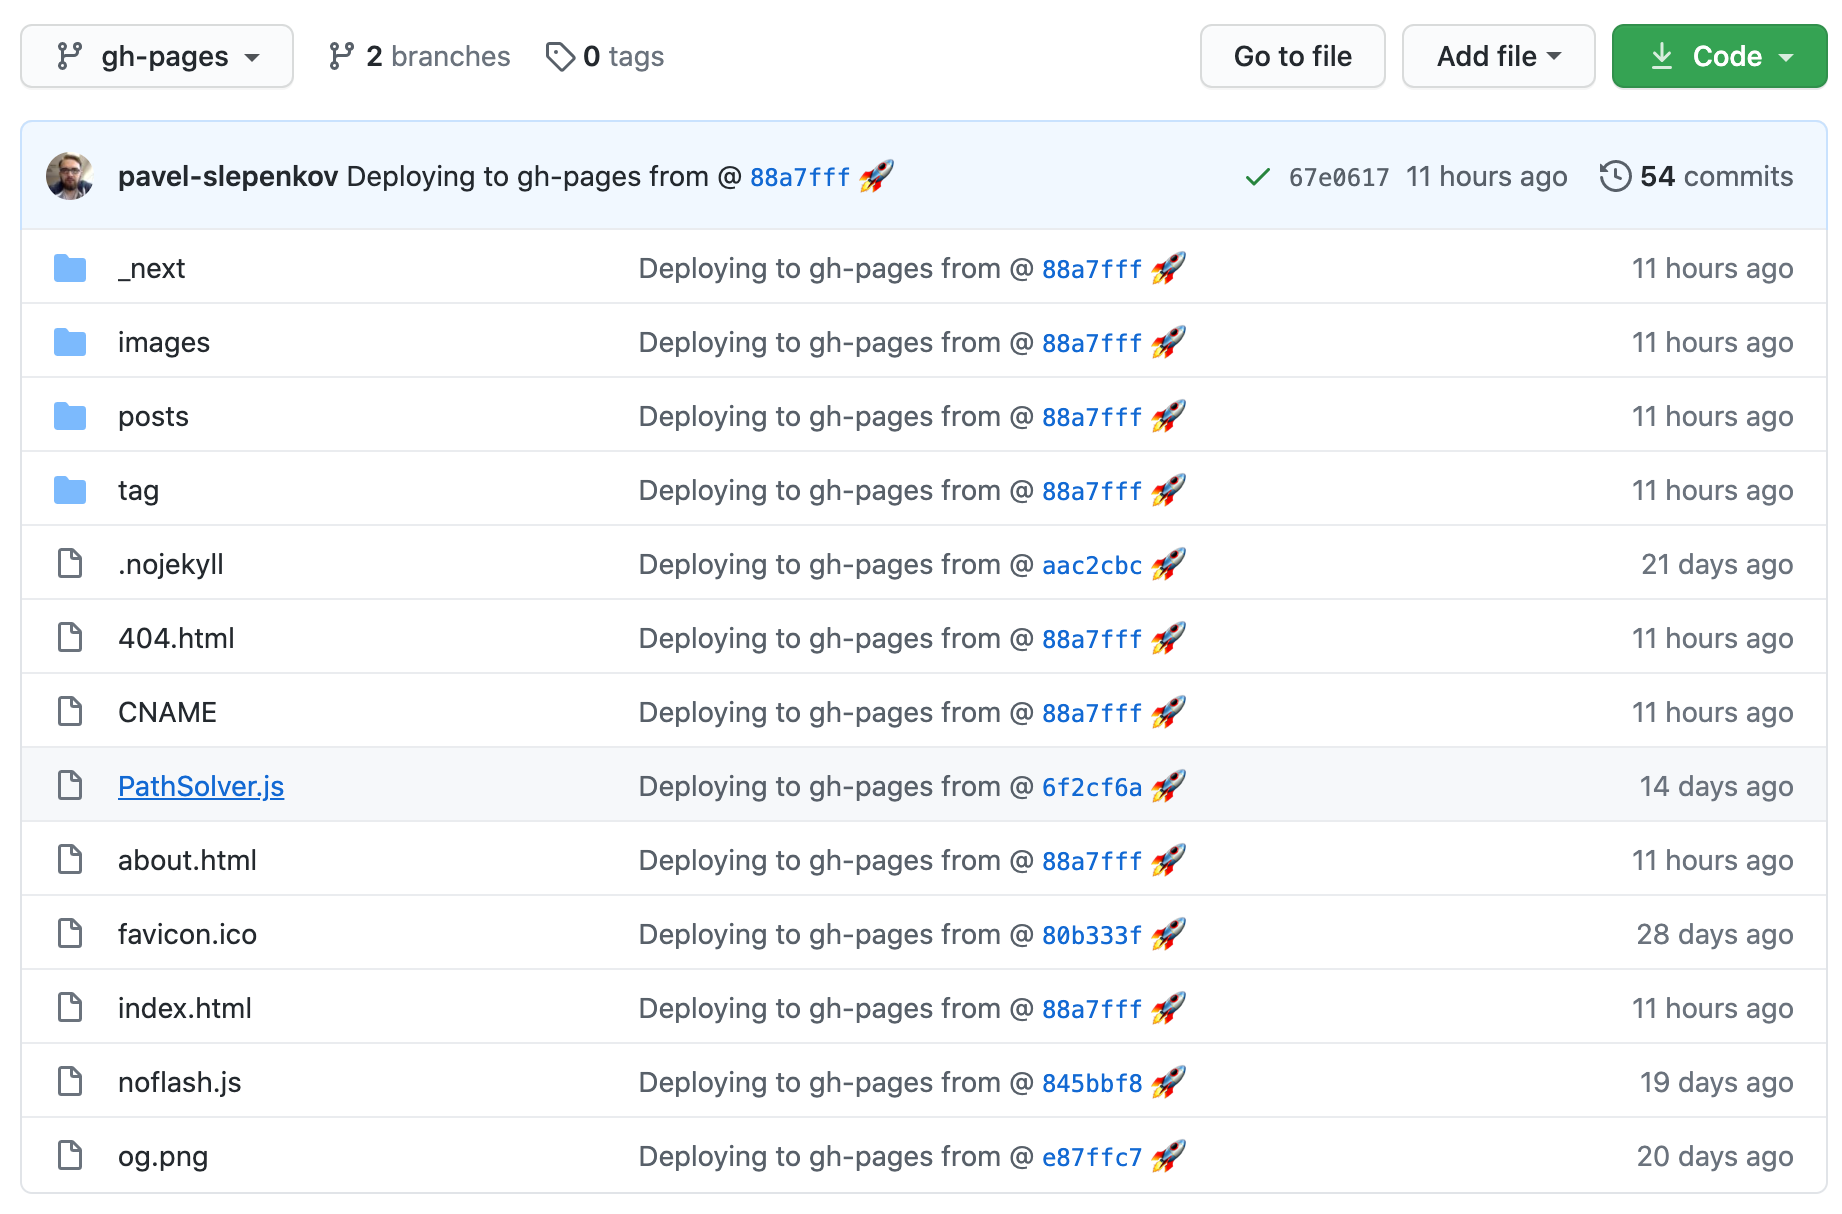 gh-pages 2 branches 0 tags Go to file Add file Code
pavel-slepenkov Deploying to gh-pages from @ 88a7fff 🚀 67e0617 11 hours ago 54 commits
_next Deploying to gh-pages from @ 88a7fff 🚀 11 hours ago
images Deploying to gh-pages from @ 88a7fff 🚀 11 hours ago
posts Deploying to gh-pages from @ 88a7fff 🚀 11 hours ago
tag Deploying to gh-pages from @ 88a7fff 🚀 11 hours ago
.nojekyll Deploying to gh-pages from @ aac2cbc 🚀 21 days ago
404.html Deploying to gh-pages from @ 88a7fff 🚀 11 hours ago
CNAME Deploying to gh-pages from @ 88a7fff 🚀 11 hours ago
PathSolver.js Deploying to gh-pages from @ 6f2cf6a 🚀 14 days ago
about.html Deploying to gh-pages from @ 88a7fff 🚀 11 hours ago
favicon.ico Deploying to gh-pages from @ 80b333f 🚀 28 days ago
index.html Deploying to gh-pages from @ 88a7fff 🚀 11 hours ago
noflash.js Deploying to gh-pages from @ 845bbf8 🚀 19 days ago
og.png Deploying to gh-pages from @ e87ffc7 🚀 20 days ago